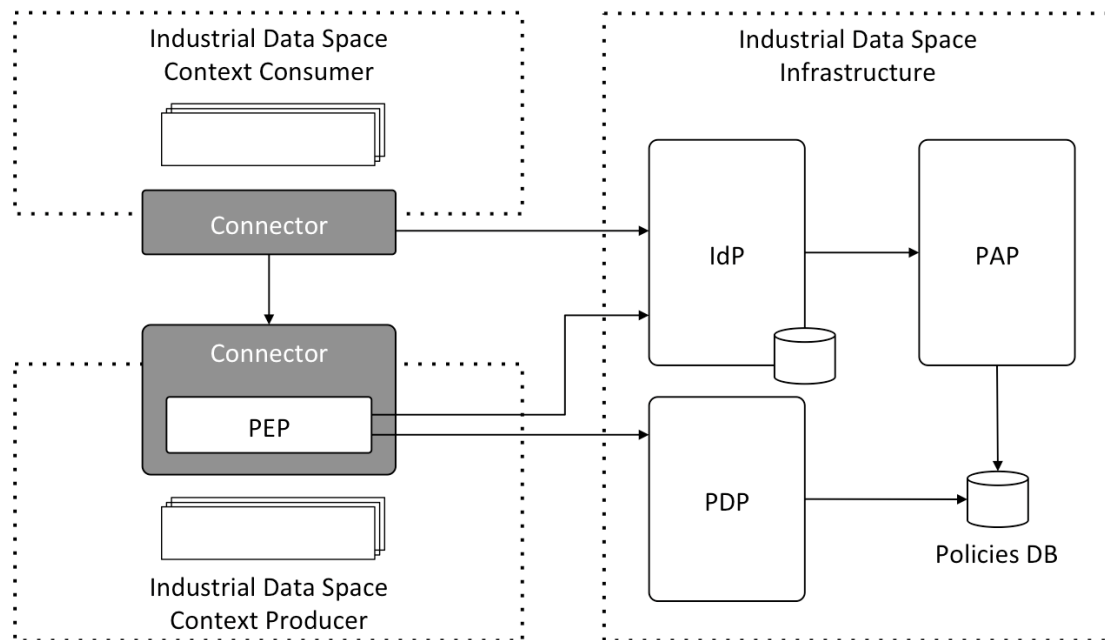 Industrial Data Space
Context Consumer
Connector
Connector
PEP
Industrial Data Space
Context Producer
Industrial Data Space
Infrastructure
IdP
PAP
PDP
Policies DB